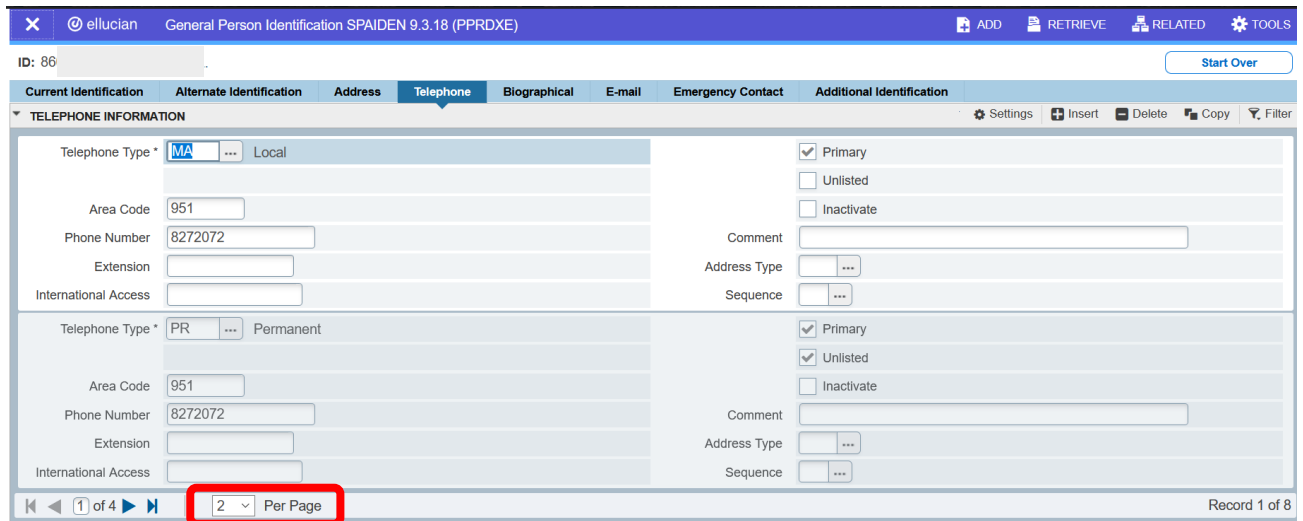 ellucian General Person Identification SPAIDEN 9.3.18 (PPRDXE) ADD RETRIEVE RELATED TOOLS
ID: 86 Start Over
Current Identification Alternate Identification Address Telephone Biographical E-mail Emergency Contact Additional Identification
TELEPHONE INFORMATION Settings Insert Delete Copy Filter
Telephone Type * MA ... Local Primary
Unlisted
Area Code 951 Inactivate
Phone Number 8272072 Comment
Extension Address Type ...
International Access Sequence ...
Telephone Type * PR ... Permanent Primary
Unlisted
Area Code 951 Inactivate
Phone Number 8272072 Comment
Extension Address Type ...
International Access Sequence ...
1 of 4 2 Per Page Record 1 of 8